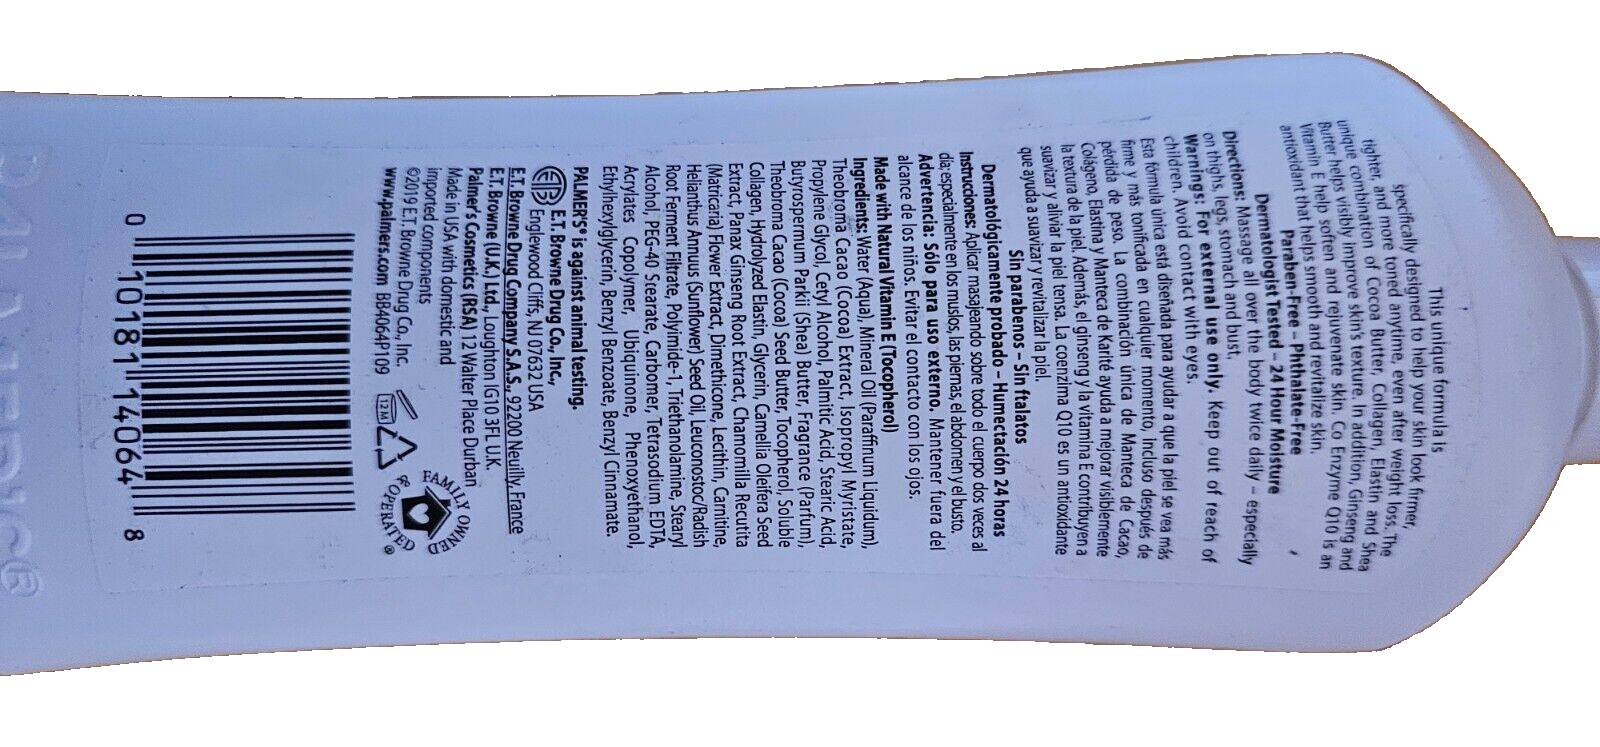 This unique formula is
specifically designed to help your skin look firmer,
tighter, and more toned anytime, even after weight loss. The
unique combination of Cocoa Butter, Collagen, Elastin and Shea
Butter helps visibly improve skin's texture. In addition, Ginseng and
Vitamin E help soften and rejuvenate skin. Co Enzyme Q10 is an
antioxidant that helps smooth and revitalize skin.
Paraben-Free – Phthalate-Free
Dermatologist Tested – 24 Hour Moisture
Directions: Massage all over the body twice daily – especially
on thighs, legs, stomach and bust.
Warnings: For external use only. Keep out of reach of
children. Avoid contact with eyes.
Esta fórmula única está diseñada para ayudar a que la piel se vea más
firme y más tonificada en cualquier momento, incluso después de
pérdida de peso. La combinación única de Manteca de Cacao,
Colágeno, Elastina y Manteca de Karité ayuda a mejorar visiblemente
la textura de la piel. Además, el ginseng y la vitamina E contribuyen a
suavizar y aliviar la piel tensa. La coenzima Q10 es un antioxidante
que ayuda a suavizar y revitalizar la piel.
Sin parabenos – Sin ftalatos
Dermatológicamente probado – Humectación 24 horas
Instrucciones: Aplicar masajeando sobre todo el cuerpo dos veces al
día; especialmente en los muslos, las piernas, el abdomen y el busto.
Advertencia: Sólo para uso externo. Mantener fuera del
alcance de los niños. Evitar el contacto con los ojos.
Made with Natural Vitamin E (Tocopherol)
Ingredients: Water (Aqua), Mineral Oil (Paraffinum Liquidum),
Theobroma Cacao (Cocoa) Extract, Isopropyl Myristate,
Propylene Glycol, Cetyl Alcohol, Palmitic Acid, Stearic Acid,
Butyrospermum Parkii (Shea) Butter, Fragrance (Parfum),
Theobroma Cacao (Cocoa) Seed Butter, Tocopherol, Soluble
Collagen, Hydrolyzed Elastin, Glycerin, Camellia Oleifera Seed
Extract, Panax Ginseng Root Extract, Chamomilla Recutita
(Matricaria) Flower Extract, Dimethicone, Lecithin, Carnitine,
Helianthus Annuus (Sunflower) Seed Oil, Leuconostoc/Radish
Root Ferment Filtrate, Polyimide-1, Triethanolamine, Stearyl
Alcohol, PEG-40 Stearate, Carbomer, Tetrasodium EDTA,
Acrylates Copolymer, Ubiquinone, Phenoxyethanol,
Ethylhexylglycerin, Benzyl Benzoate, Benzyl Cinnamate.
PALMER'S® is against animal testing.
ETB E.T. Browne Drug Co., Inc.,
Englewood Cliffs, NJ 07632 USA
E.T. Browne Drug Company S.A.S., 92200 Neuilly, France
E.T. Browne (U.K.) Ltd., Loughton IG10 3FL U.K.
Palmer's Cosmetics (RSA) 12 Walter Place Durban
Made in USA with domestic and
imported components
©2019 E.T. Browne Drug Co., Inc.
www.palmers.com BB4064P109
12M
FAMILY OWNED
& OPERATED ®
0 10181 14064 8
PALMER'S®